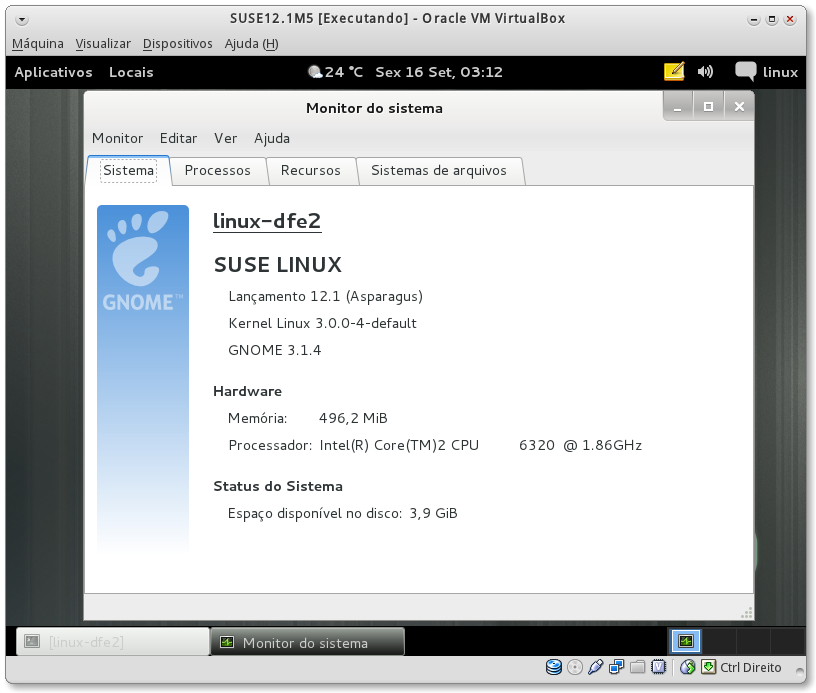 SUSE12.1M5 [Executando] - Oracle VM VirtualBox
Máquina Visualizar Dispositivos Ajuda (H)
Aplicativos Locais 24 °C Sex 16 Set, 03:12 linux
Monitor do sistema
Monitor Editar Ver Ajuda
Sistema Processos Recursos Sistemas de arquivos
GNOME™
linux-dfe2
SUSE LINUX
Lançamento 12.1 (Asparagus)
Kernel Linux 3.0.0-4-default
GNOME 3.1.4
Hardware
Memória: 496,2 MiB
Processador: Intel(R) Core(TM)2 CPU 6320 @ 1.86GHz
Status do Sistema
Espaço disponível no disco: 3,9 GiB
[linux-dfe2] Monitor do sistema
Ctrl Direito